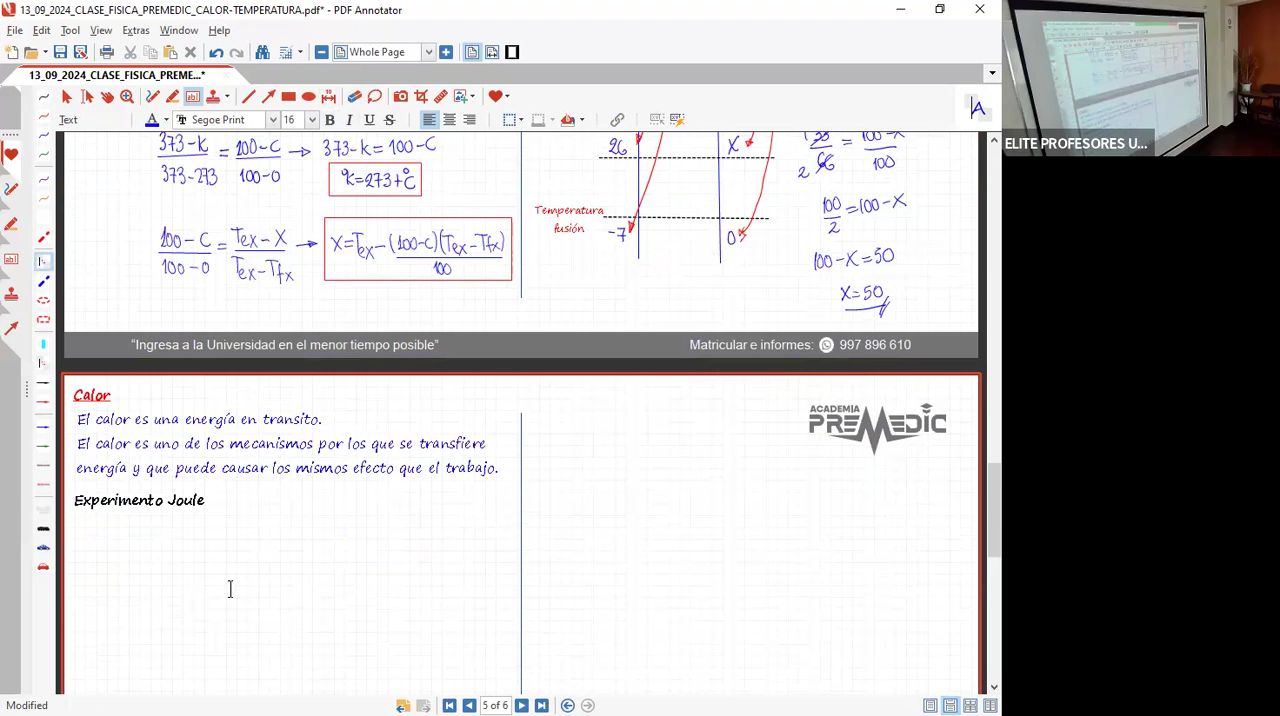 13_09_2024_CLASE_FISICA_PREMEDIC_CALOR-TEMPERATURA.pdf* - PDF Annotator
File Edit Tool View Extras Window Help
Whole Page
13_09_2024_CLASE_FISICA_PREME...*
Text A Segoe Print 16 B I U S
A
373-K/373-273 = 100-C/100-0 → 373-K=100-C
°K=273+°C
100-C/100-0 = Tex-X/Tex-Tfx → X=Tex-(100-C)(Tex-Tfx)/100
26 X
Temperatura
fusión
-7 0
100
100/2=100-X
100-X=50
X=50
“Ingresa a la Universidad en el menor tiempo posible” Matricular e informes: 997 896 610
Calor
El calor es una energía en transito.
El calor es uno de los mecanismos por los que se transfiere
energía y que puede causar los mismos efecto que el trabajo.
Experimento Joule
ACADEMIA
PREMEDIC
ELITE PROFESORES U...
Modified 5 of 6